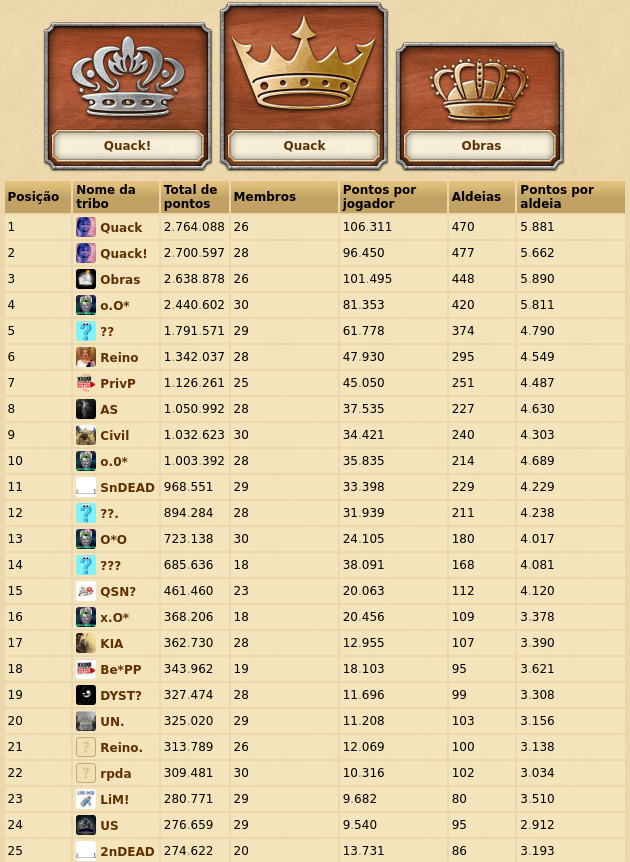 Quack! Quack Obras
Posição Nome da tribo Total de pontos Membros Pontos por jogador Aldeias Pontos por aldeia
1 Quack 2.764.088 26 106.311 470 5.881
2 Quack! 2.700.597 28 96.450 477 5.662
3 Obras 2.638.878 26 101.495 448 5.890
4 o.O* 2.440.602 30 81.353 420 5.811
5 ?? 1.791.571 29 61.778 374 4.790
6 Reino 1.342.037 28 47.930 295 4.549
7 PrivP 1.126.261 25 45.050 251 4.487
8 AS 1.050.992 28 37.535 227 4.630
9 Civil 1.032.623 30 34.421 240 4.303
10 o.0* 1.003.392 28 35.835 214 4.689
11 SnDEAD 968.551 29 33.398 229 4.229
12 ??. 894.284 28 31.939 211 4.238
13 O*O 723.138 30 24.105 180 4.017
14 ??? 685.636 18 38.091 168 4.081
15 QSN? 461.460 23 20.063 112 4.120
16 x.O* 368.206 18 20.456 109 3.378
17 KIA 362.730 28 12.955 107 3.390
18 Be*PP 343.962 19 18.103 95 3.621
19 DYST? 327.474 28 11.696 99 3.308
20 UN. 325.020 29 11.208 103 3.156
21 Reino. 313.789 26 12.069 100 3.138
22 rpda 309.481 30 10.316 102 3.034
23 LiM! 280.771 29 9.682 80 3.510
24 US 276.659 29 9.540 95 2.912
25 2nDEAD 274.622 20 13.731 86 3.193